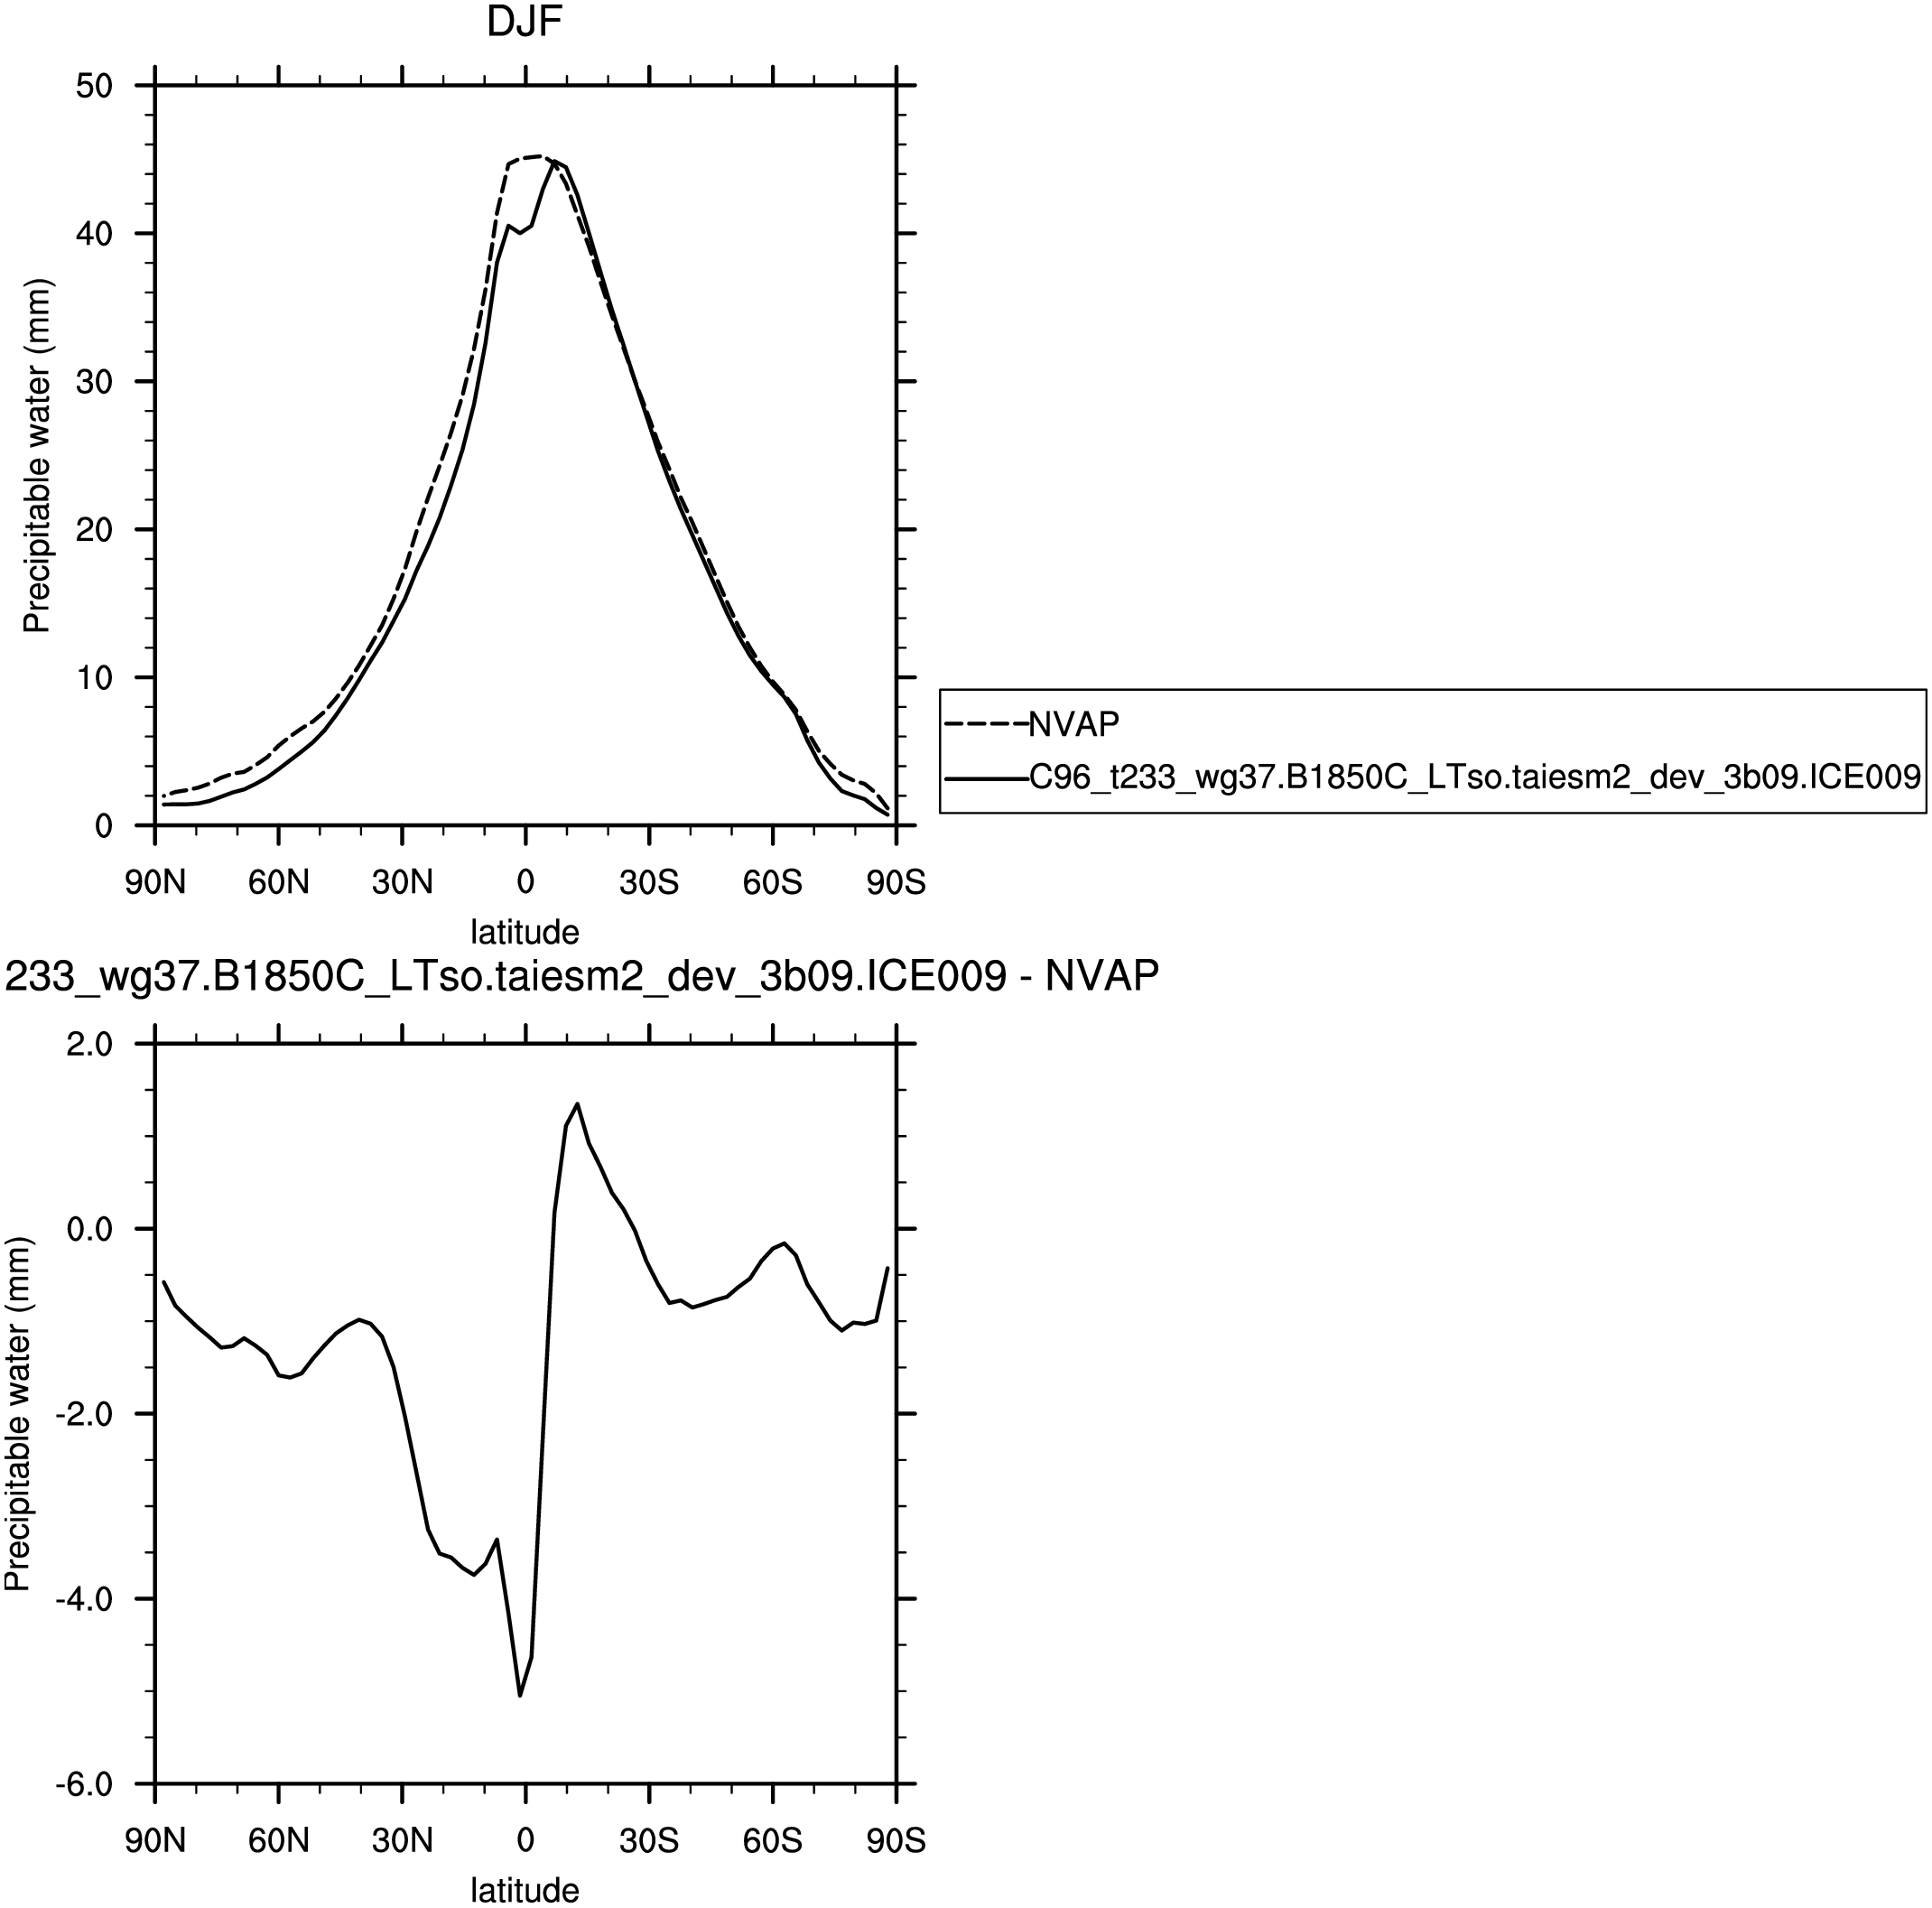 DJF
50
40
30
20
10
0
Precipitable water (mm)
90N 60N 30N 0 30S 60S 90S
latitude
NVAP
C96_t233_wg37.B1850C_LTso.taiesm2_dev_3b09.ICE009
233_wg37.B1850C_LTso.taiesm2_dev_3b09.ICE009 - NVAP
2.0
0.0
-2.0
-4.0
-6.0
Precipitable water (mm)
90N 60N 30N 0 30S 60S 90S
latitude